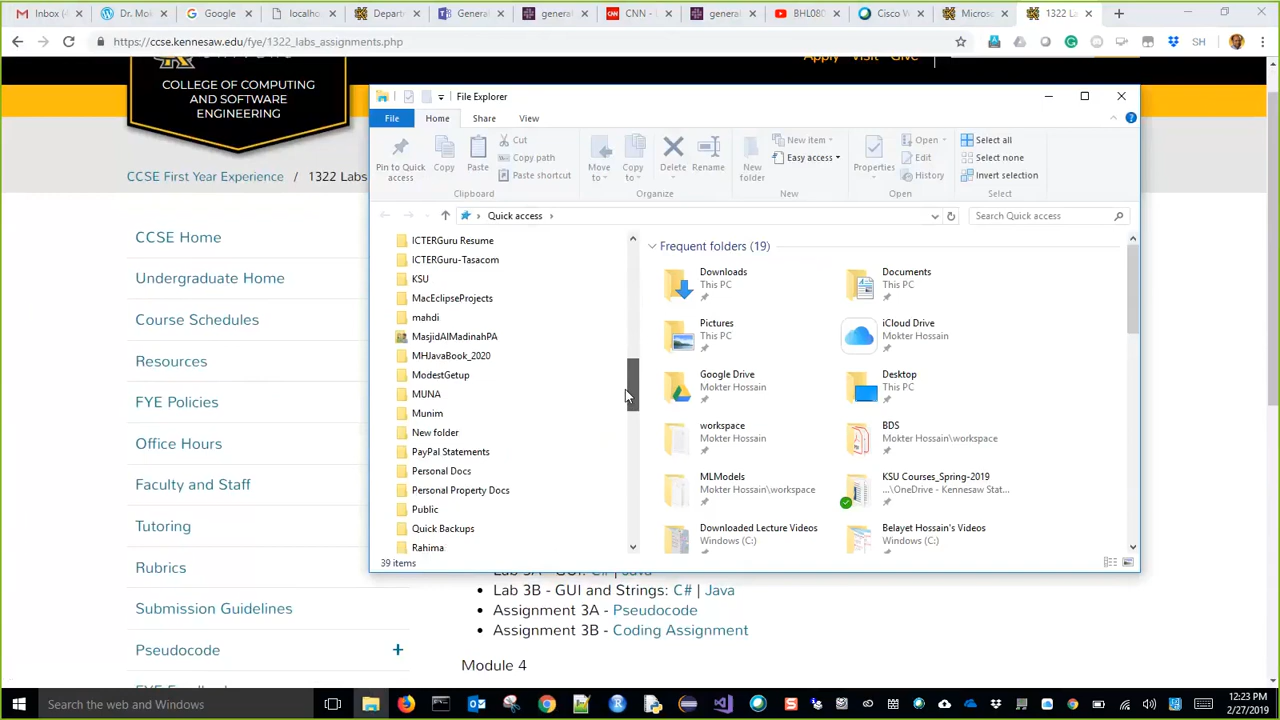 Inbox (
Dr. Mok
Google
localho
Depart
General
general
CNN -
general
BHL080
Cisco W
Microso
1322 La
https://ccse.kennesaw.edu/fye/1322_labs_assignments.php
SH
Apply Visit Give
COLLEGE OF COMPUTING
AND SOFTWARE
ENGINEERING
CCSE First Year Experience / 1322 Labs
CCSE Home
Undergraduate Home
Course Schedules
Resources
FYE Policies
Office Hours
Faculty and Staff
Tutoring
Rubrics
Submission Guidelines
Pseudocode +
File Explorer
File Home Share View
Pin to Quick access
Copy
Paste
Cut
Copy path
Paste shortcut
Clipboard
Move to
Copy to
Delete
Rename
Organize
New folder
New item
Easy access
New
Properties
Open
Edit
History
Open
Select all
Select none
Invert selection
Select
Quick access
Search Quick access
ICTERGuru Resume
ICTERGuru-Tasacom
KSU
MacEclipseProjects
mahdi
MasjidAlMadinahPA
MHJavaBook_2020
ModestGetup
MUNA
Munim
New folder
PayPal Statements
Personal Docs
Personal Property Docs
Public
Quick Backups
Rahima
Frequent folders (19)
Downloads
This PC
Documents
This PC
Pictures
This PC
iCloud Drive
Mokter Hossain
Google Drive
Mokter Hossain
Desktop
This PC
workspace
Mokter Hossain
BDS
Mokter Hossain\workspace
MLModels
Mokter Hossain\workspace
KSU Courses_Spring-2019
...\OneDrive - Kennesaw Stat...
Downloaded Lecture Videos
Windows (C:)
Belayet Hossain's Videos
Windows (C:)
39 items
Lab 3A - GUI: C# | Java
Lab 3B - GUI and Strings: C# | Java
Assignment 3A - Pseudocode
Assignment 3B - Coding Assignment
Module 4
Search the web and Windows
12:23 PM
2/27/2019